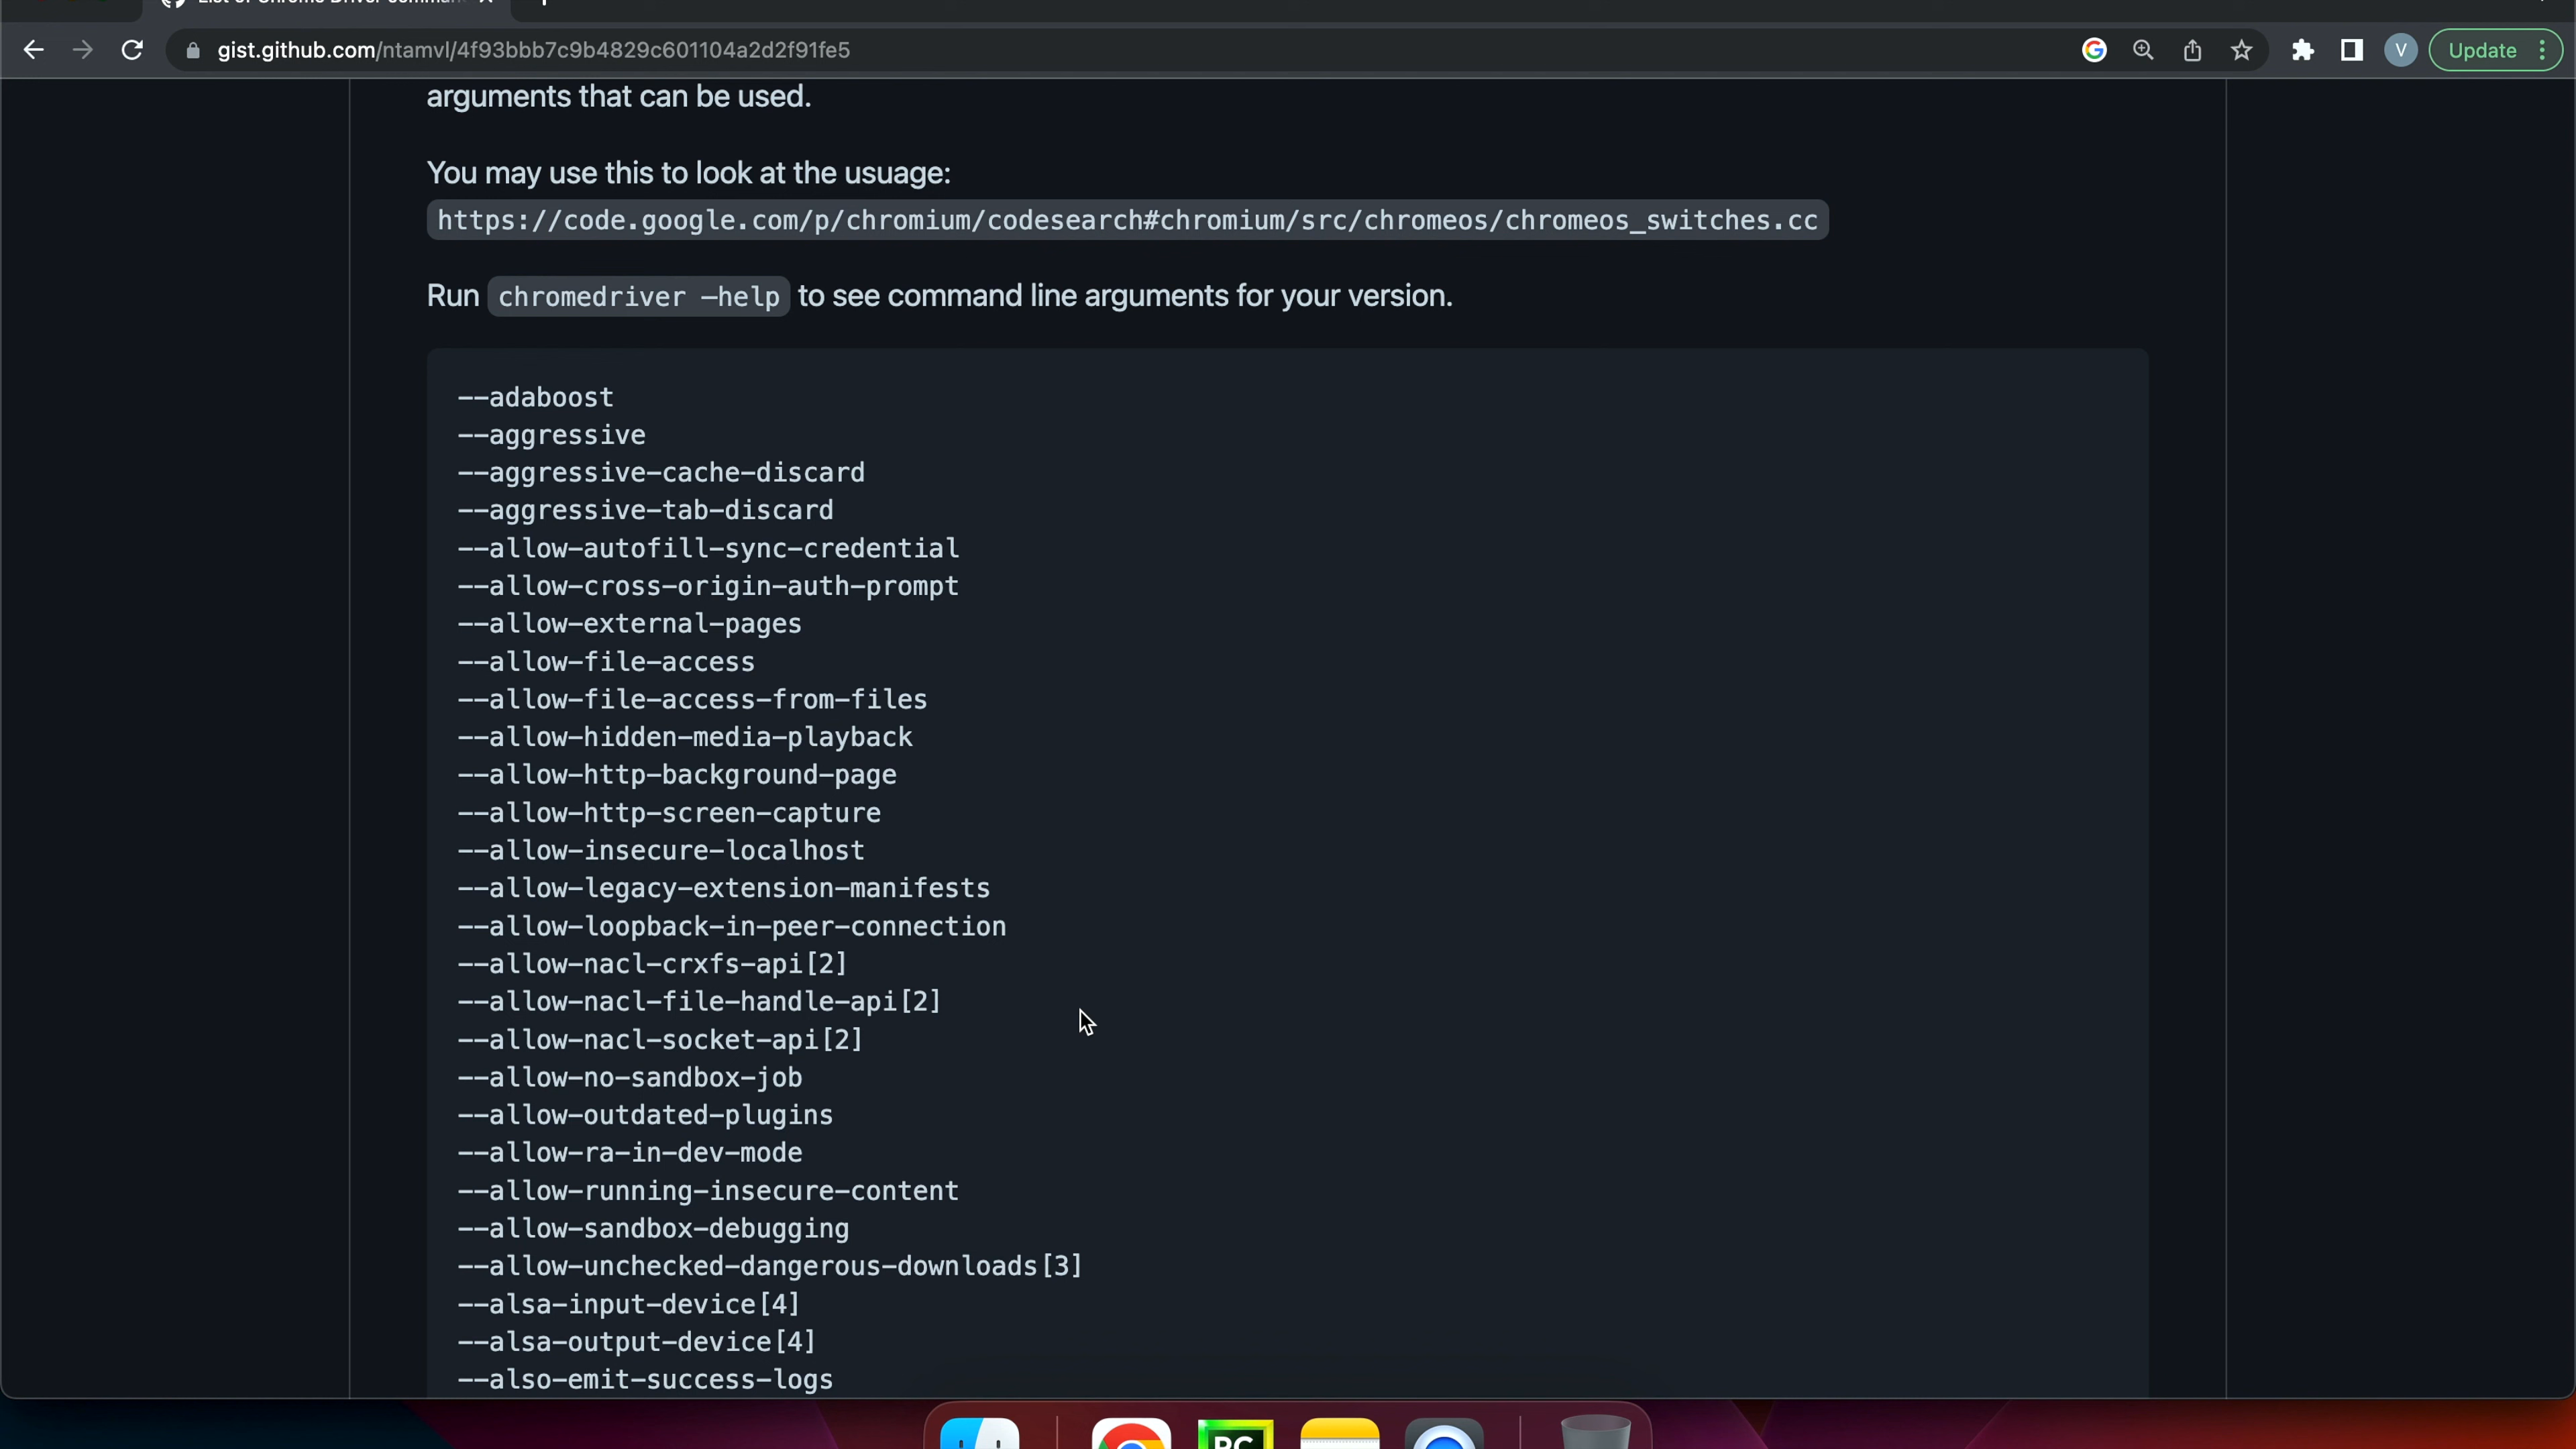 gist.github.com/ntamvl/4f93bbb7c9b4829c601104a2d2f91fe5
V
Update
arguments that can be used.
You may use this to look at the usuage:
https://code.google.com/p/chromium/codesearch#chromium/src/chromeos/chromeos_switches.cc
Run chromedriver —help to see command line arguments for your version.
--adaboost
--aggressive
--aggressive-cache-discard
--aggressive-tab-discard
--allow-autofill-sync-credential
--allow-cross-origin-auth-prompt
--allow-external-pages
--allow-file-access
--allow-file-access-from-files
--allow-hidden-media-playback
--allow-http-background-page
--allow-http-screen-capture
--allow-insecure-localhost
--allow-legacy-extension-manifests
--allow-loopback-in-peer-connection
--allow-nacl-crxfs-api[2]
--allow-nacl-file-handle-api[2]
--allow-nacl-socket-api[2]
--allow-no-sandbox-job
--allow-outdated-plugins
--allow-ra-in-dev-mode
--allow-running-insecure-content
--allow-sandbox-debugging
--allow-unchecked-dangerous-downloads[3]
--alsa-input-device[4]
--alsa-output-device[4]
--also-emit-success-logs
PC